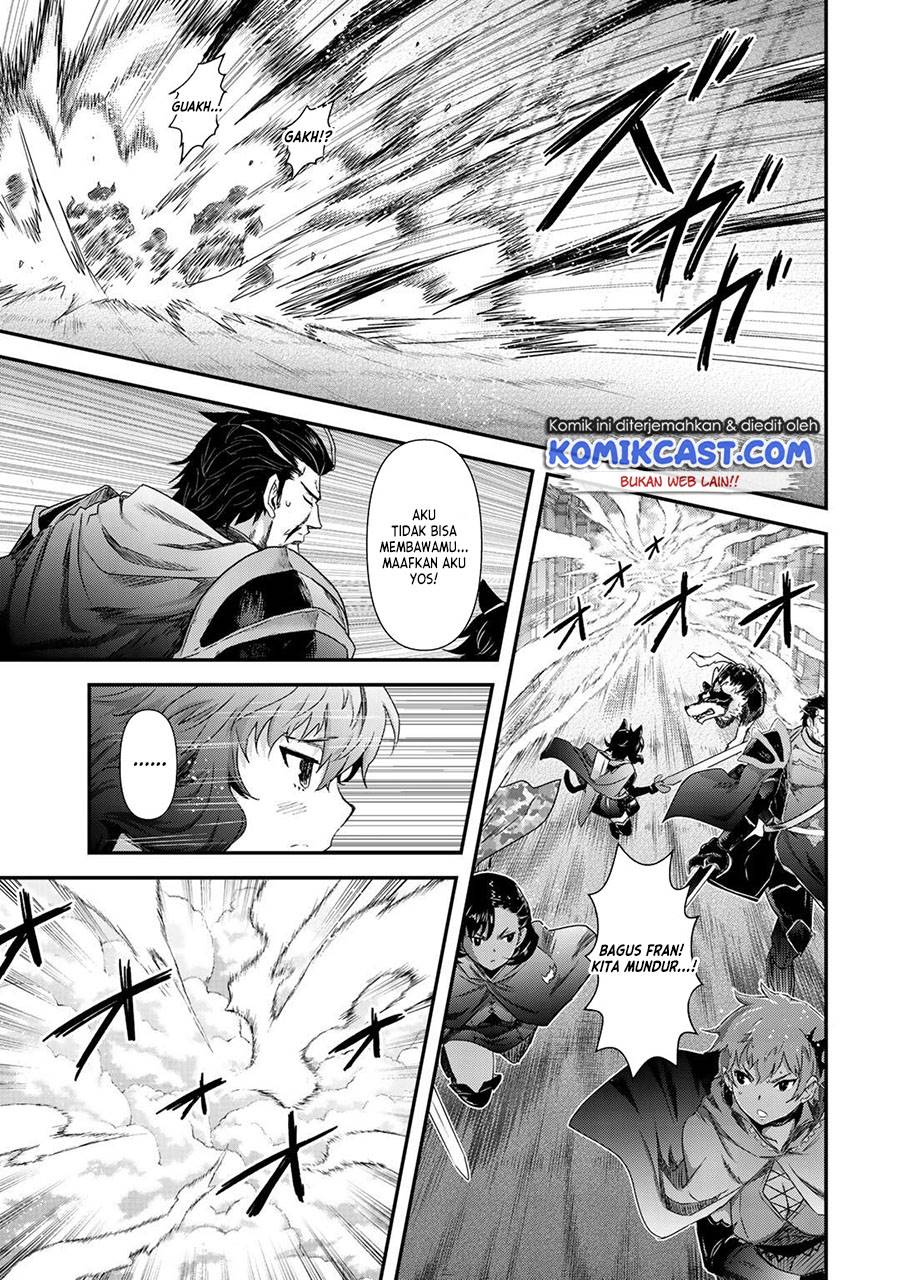 ズガガ
GAKH!?
GUAKH...
Komik ini diterjemahkan & diedit oleh
KOMIKCAST.COM
BUKAN WEB LAIN!!
オオオオ
BAGUS FRAN!
KITA MUNDUR...!
AKU
TIDAK BISA
MEMBAWAMU...
MAAFKAN AKU
YOS!
......
オオオオ